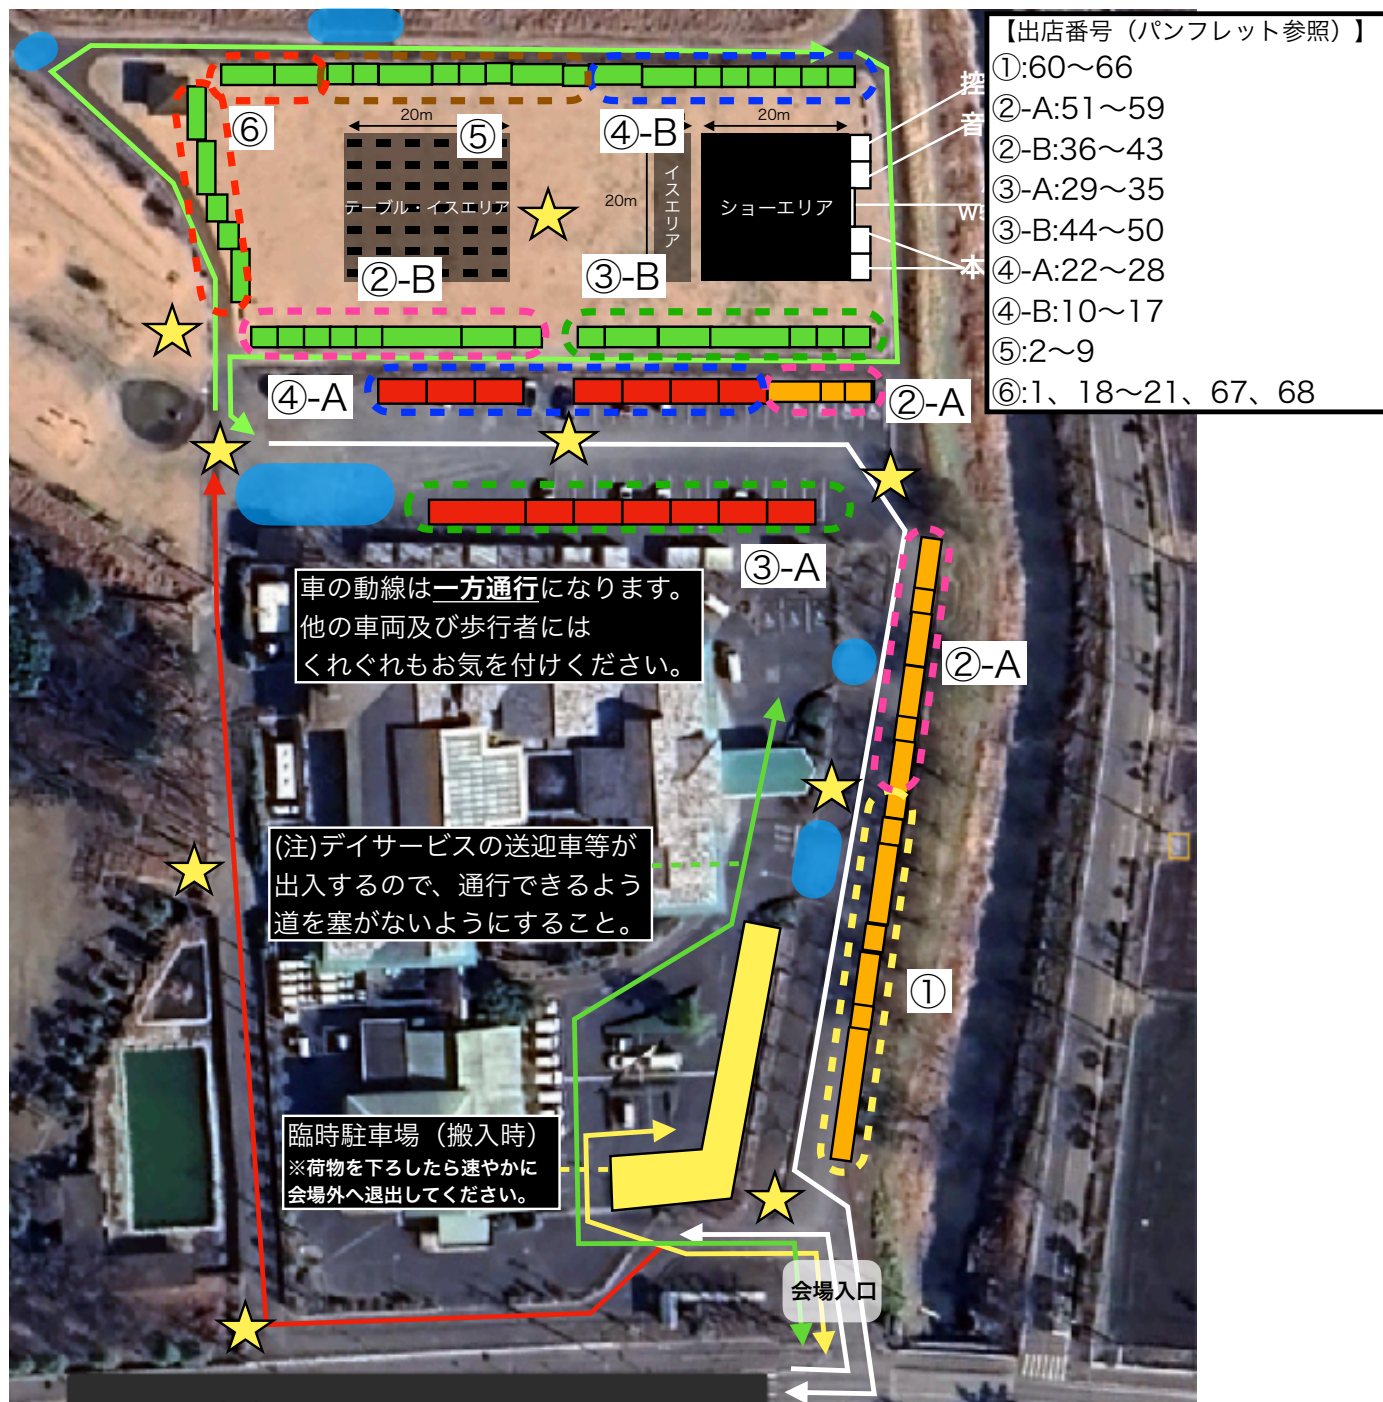 【出店番号（パンフレット参照）】
①:60〜66
②-A:51〜59
②-B:36〜43
③-A:29〜35
③-B:44〜50
④-A:22〜28
④-B:10〜17
⑤:2〜9
⑥:1、18〜21、67、68
控
音
W5
本
⑥
20m
⑤
④-B
20m
テーブル・イスエリア
20m
イスエリア
ショーエリア
②-B
③-B
④-A
②-A
③-A
車の動線は一方通行になります。
他の車両及び歩行者には
くれぐれもお気を付けください。
②-A
(注)デイサービスの送迎車等が
出入するので、通行できるよう
道を塞がないようにすること。
①
臨時駐車場（搬入時）
※荷物を下ろしたら速やかに
会場外へ退出してください。
会場入口